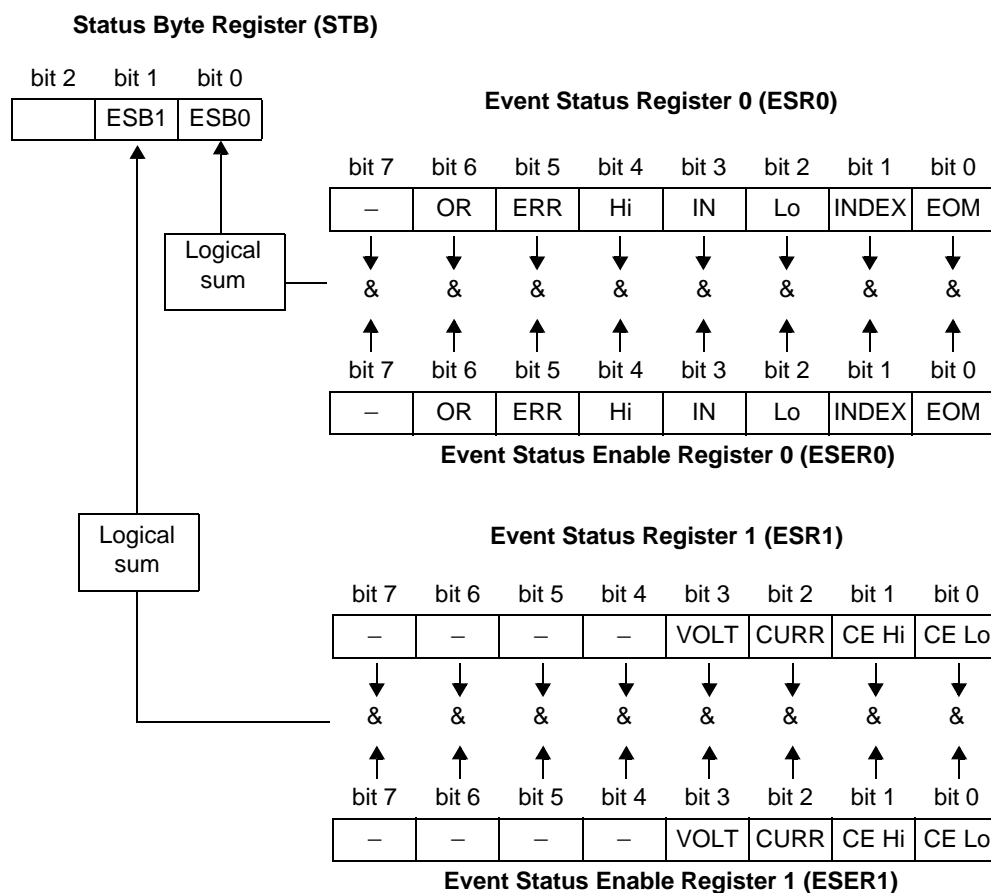 Status Byte Register (STB)
bit 2 bit 1 bit 0
ESB1 ESB0
Event Status Register 0 (ESR0)
bit 7 bit 6 bit 5 bit 4 bit 3 bit 2 bit 1 bit 0
– OR ERR Hi IN Lo INDEX EOM
Logical
sum
& & & & & & & &
bit 7 bit 6 bit 5 bit 4 bit 3 bit 2 bit 1 bit 0
– OR ERR Hi IN Lo INDEX EOM
Event Status Enable Register 0 (ESER0)
Logical
sum
Event Status Register 1 (ESR1)
bit 7 bit 6 bit 5 bit 4 bit 3 bit 2 bit 1 bit 0
– – – – VOLT CURR CE Hi CE Lo
& & & & & & & &
bit 7 bit 6 bit 5 bit 4 bit 3 bit 2 bit 1 bit 0
– – – – VOLT CURR CE Hi CE Lo
Event Status Enable Register 1 (ESER1)